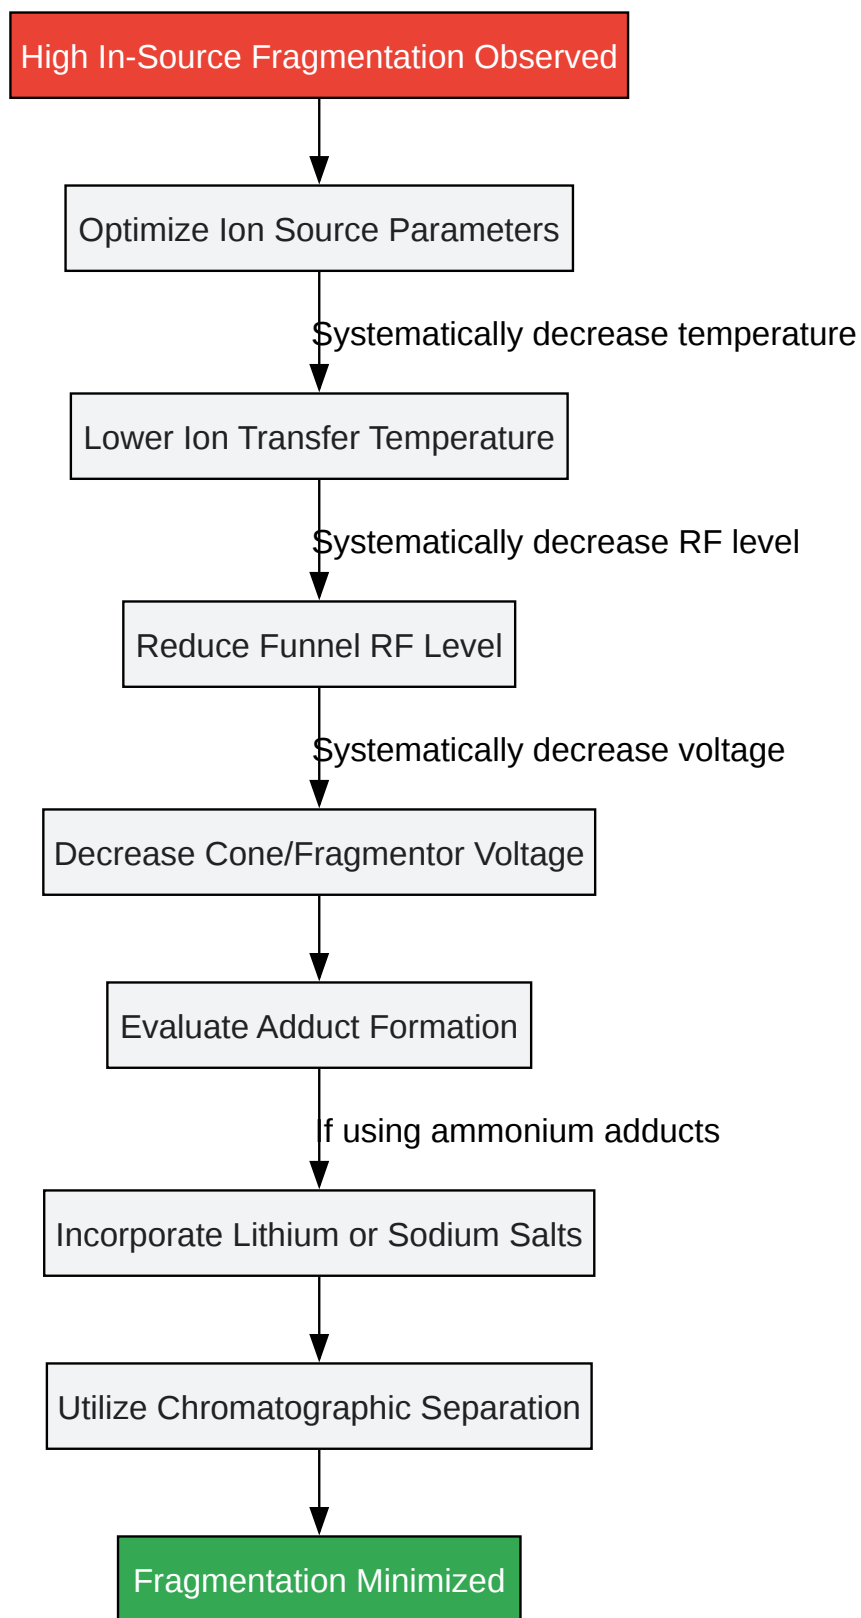 High In-Source Fragmentation Observed
Optimize Ion Source Parameters
Systematically decrease temperature
Lower Ion Transfer Temperature
Systematically decrease RF level
Reduce Funnel RF Level
Systematically decrease voltage
Decrease Cone/Fragmentor Voltage
Evaluate Adduct Formation
If using ammonium adducts
Incorporate Lithium or Sodium Salts
Utilize Chromatographic Separation
Fragmentation Minimized